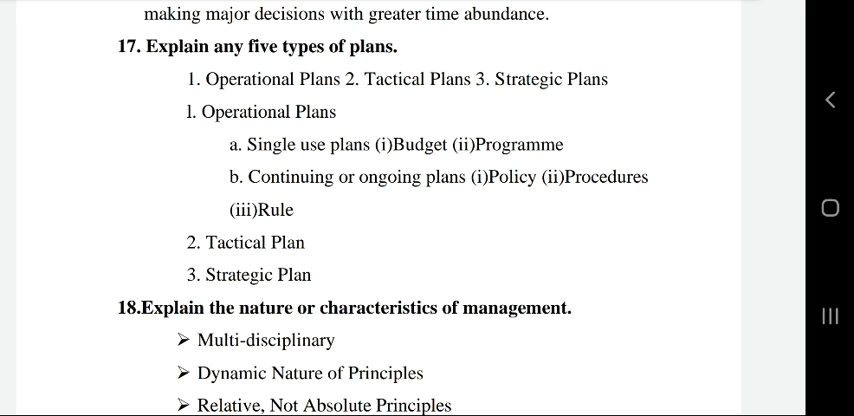 making major decisions with greater time abundance.
17. Explain any five types of plans.
1. Operational Plans 2. Tactical Plans 3. Strategic Plans
l. Operational Plans
a. Single use plans (i)Budget (ii)Programme
b. Continuing or ongoing plans (i)Policy (ii)Procedures
(iii)Rule
2. Tactical Plan
3. Strategic Plan
18.Explain the nature or characteristics of management.
➢ Multi-disciplinary
➢ Dynamic Nature of Principles
➢ Relative, Not Absolute Principles